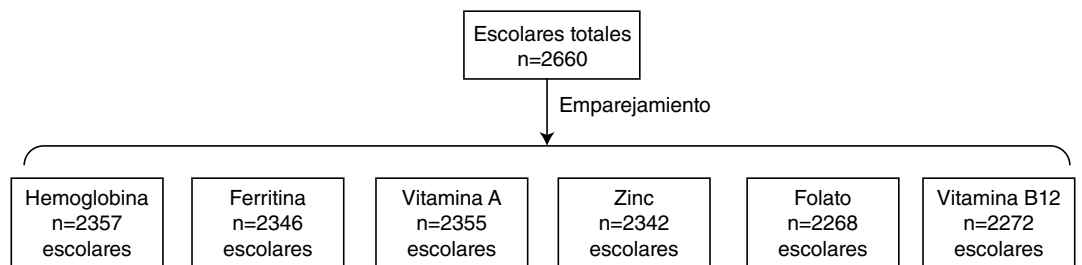 Escolares totales
n=2660
Emparejamiento
Hemoglobina
n=2357
escolares
Ferritina
n=2346
escolares
Vitamina A
n=2355
escolares
Zinc
n=2342
escolares
Folato
n=2268
escolares
Vitamina B12
n=2272
escolares